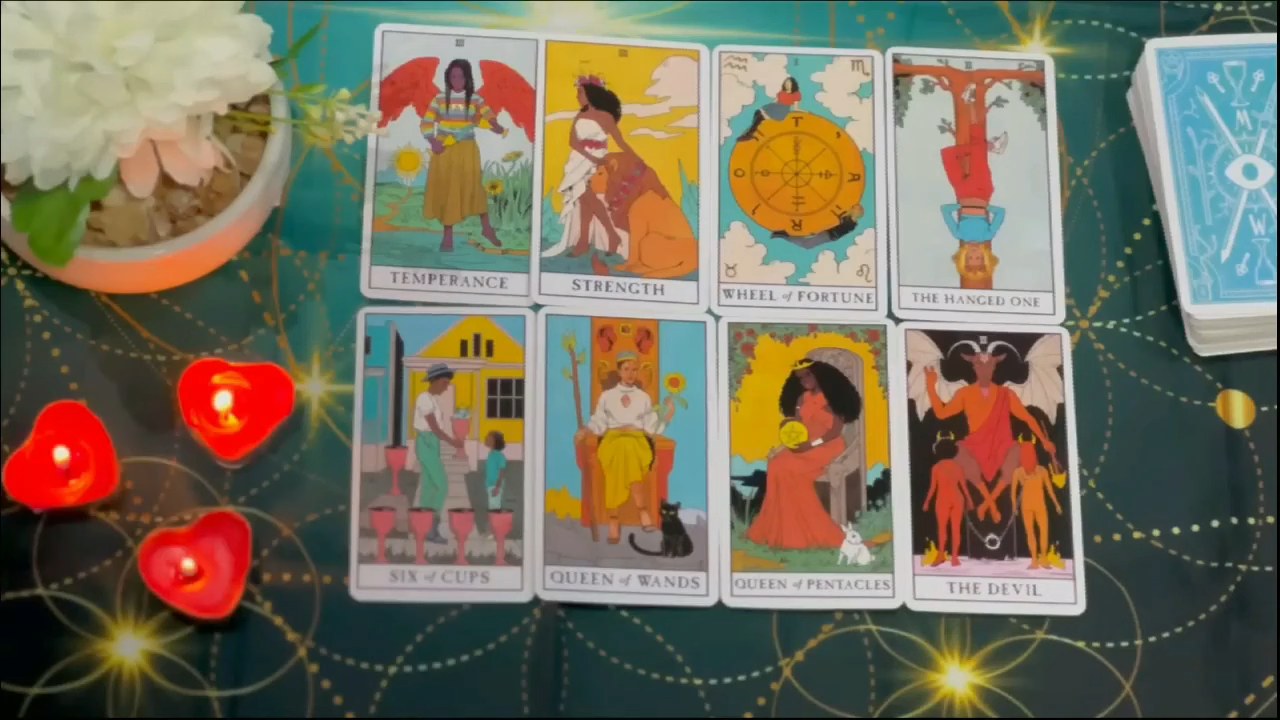 TEMPERANCE
STRENGTH
WHEEL of FORTUNE
THE HANGED ONE
SIX of CUPS
QUEEN of WANDS
QUEEN of PENTACLES
THE DEVIL
T
A
R
O
M
W